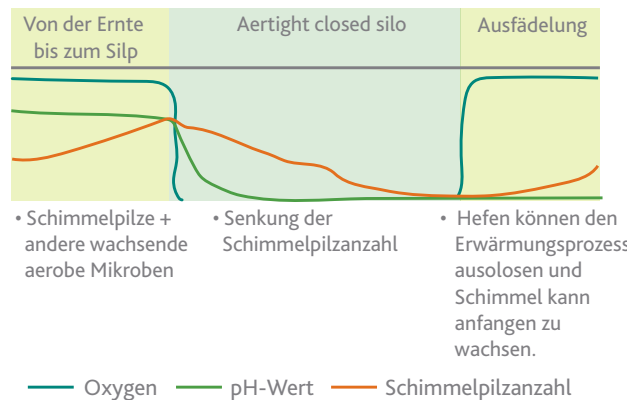 Von der Ernte
bis zum Silp
Aertight closed silo
Ausfädelung
• Schimmelpilze +
andere wachsende
aerobe Mikroben
• Senkung der
Schimmelpilzanzahl
• Hefen können den
Erwärmungsprozess
ausolosen und
Schimmel kann
anfangen zu
wachsen.
Oxygen
pH-Wert
Schimmelpilzanzahl